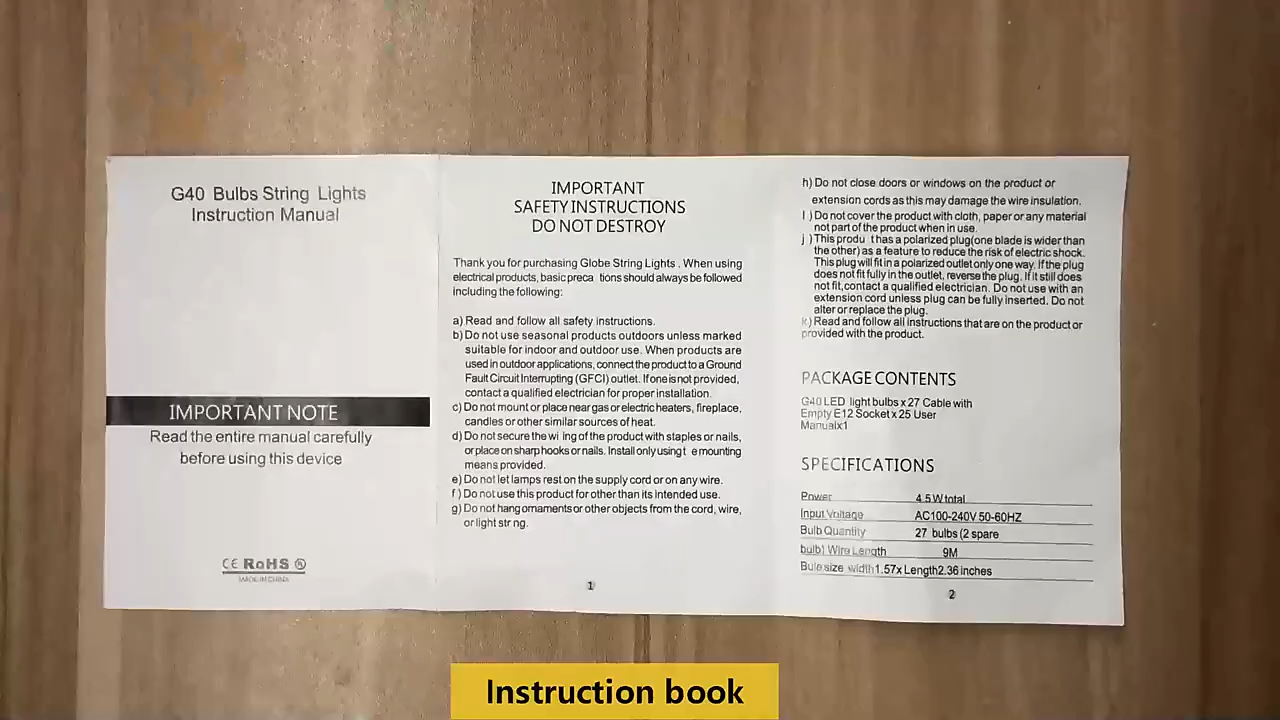 G40 Bulbs String Lights
Instruction Manual
IMPORTANT NOTE
Read the entire manual carefully
before using this device
CE RoHS
MADE IN CHINA
IMPORTANT
SAFETY INSTRUCTIONS
DO NOT DESTROY
Thank you for purchasing Globe String Lights . When using
electrical products, basic preca tions should always be followed
including the following:
a) Read and follow all safety instructions.
b) Do not use seasonal products outdoors unless marked
suitable for indoor and outdoor use. When products are
used in outdoor applications, connect the product to a Ground
Fault Circuit Interrupting (GFCI) outlet. If one is not provided,
contact a qualified electrician for proper installation.
c) Do not mount or place near gas or electric heaters, fireplace,
candles or other similar sources of heat.
d) Do not secure the wi ing of the product with staples or nails,
or place on sharp hooks or nails. Install only using t e mounting
means provided.
e) Do not let lamps rest on the supply cord or on any wire.
f ) Do not use this product for other than its intended use.
g) Do not hang ornaments or other objects from the cord, wire,
or light str ng.
1
h) Do not close doors or windows on the product or
extension cords as this may damage the wire insulation.
I ) Do not cover the product with cloth, paper or any material
not part of the product when in use.
j ) This produ t has a polarized plug(one blade is wider than
the other) as a feature to reduce the risk of electric shock.
This plug will fit in a polarized outlet only one way. If the plug
does not fit fully in the outlet, reverse the plug. If it still does
not fit, contact a qualified electrician. Do not use with an
extension cord unless plug can be fully inserted. Do not
alter or replace the plug.
k) Read and follow all instructions that are on the product or
provided with the product.
PACKAGE CONTENTS
G40 LED light bulbs x 27 Cable with
Empty E12 Socket x 25 User
Manualx1
SPECIFICATIONS
Power 4.5W total
Input Voltage AC100-240V 50-60HZ
Bulb Quantity 27 bulbs (2 spare
bulb) Wire Length 9M
Bulb size width 1.57x Length2.36 inches
2
Instruction book